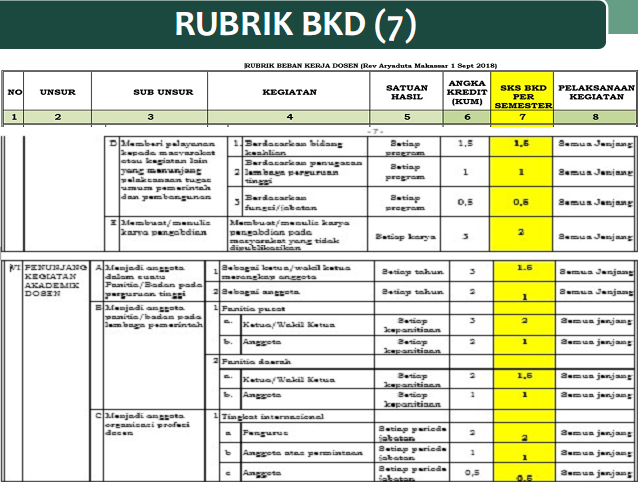 RUBRIK BKD (7)
RUBRIK BEBAN KERJA DOSEN (Rev Aryaduta Makassar 1 Sept 2018)
NO UNSUR SUB UNSUR KEGIATAN SATUAN HASIL ANGKA KREDIT (KUM) SKS BKD PER SEMESTER PELAKSANAAN KEGIATAN
1 2 3 4 5 6 7 8
- 7 -
D Memberi pelayanan kepada masyarakat atau kegiatan lain yang menunjang pelaksanaan tugas umum pemerintah dan pembangunan
1. Berdasarkan bidang keahlian Setiap program 1,5 1,5 Semua Jenjang
2 Berdasarkan penugasan lembaga perguruan tinggi Setiap program 1 1 Semua Jenjang
3 Berdasarkan fungsi/jabatan Setiap program 0,5 0,5 Semua Jenjang
E Membuat/menulis karya pengabdian Membuat/menulis karya pengabdian pada masyarakat yang tidak dipublikasikan Setiap karya 3 2 Semua Jenjang
VI PENUNJANG KEGIATAN AKADEMIK DOSEN
A Menjadi anggota dalam suatu Panitia/Badan pada perguruan tinggi
1 Sebagai ketua/wakil ketua merangkap anggota Setiap tahun 3 1.5 Semua Jenjang
2 Sebagai anggota Setiap tahun 2 1 Semua Jenjang
B Menjadi anggota panitia/badan pada lembaga pemerintah
1 Panitia pusat
a. Ketua/Wakil Ketua Setiap kepanitiaan 3 2 Semua jenjang
b. Anggota Setiap kepanitiaan 2 1 Semua jenjang
2 Panitia daerah
a. Ketua/Wakil Ketua Setiap kepanitiaan 2 1,5 Semua jenjang
b. Anggota Setiap kepanitiaan 1 1 Semua jenjang
C Menjadi anggota organisasi profesi dosen
1 Tingkat internasional
a Pengurus Setiap periode jabatan 2 2 Semua jenjang
b Anggota atas permintaan Setiap periode jabatan 1 1 Semua jenjang
c Anggota Setiap periode jabatan 0,5 0.5 Semua jenjang